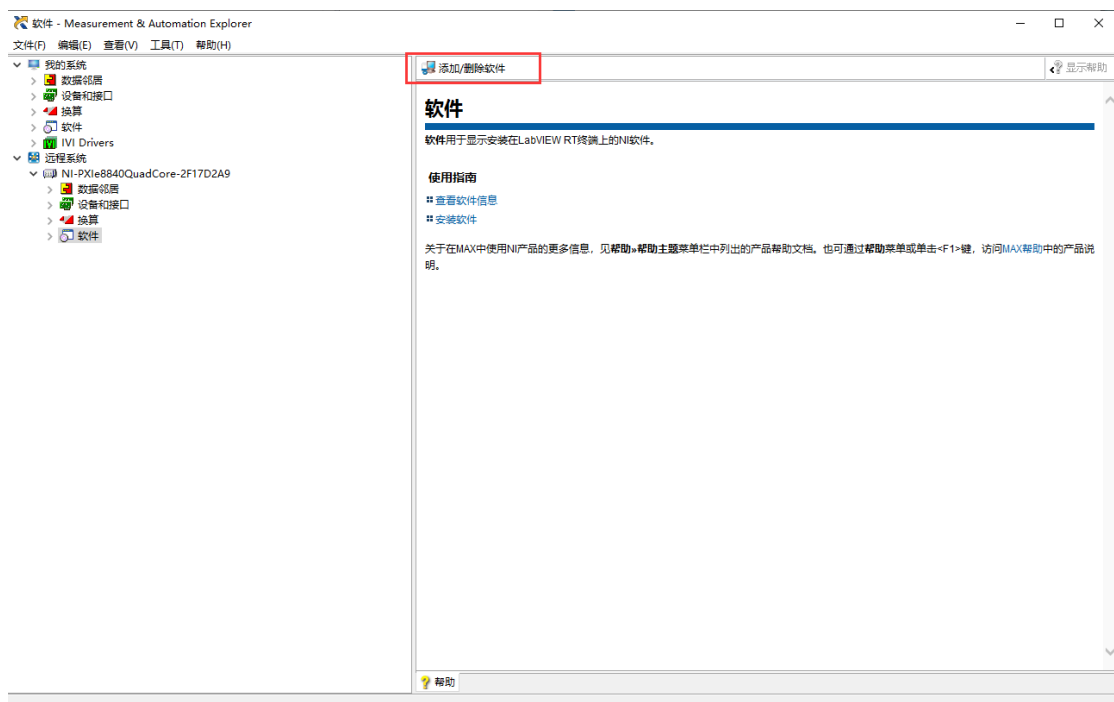 软件 - Measurement & Automation Explorer
文件(F) 编辑(E) 查看(V) 工具(T) 帮助(H)
我的系统
数据邻居
设备和接口
换算
软件
IVI Drivers
远程系统
NI-PXIe8840QuadCore-2F17D2A9
数据邻居
设备和接口
换算
软件
添加/删除软件
显示帮助
软件
软件用于显示安装在LabVIEW RT终端上的NI软件。
使用指南
查看软件信息
安装软件
关于在MAX中使用NI产品的更多信息，见帮助»帮助主题菜单栏中列出的产品帮助文档。也可通过帮助菜单或单击<F1>键，访问MAX帮助中的产品说
明。
帮助